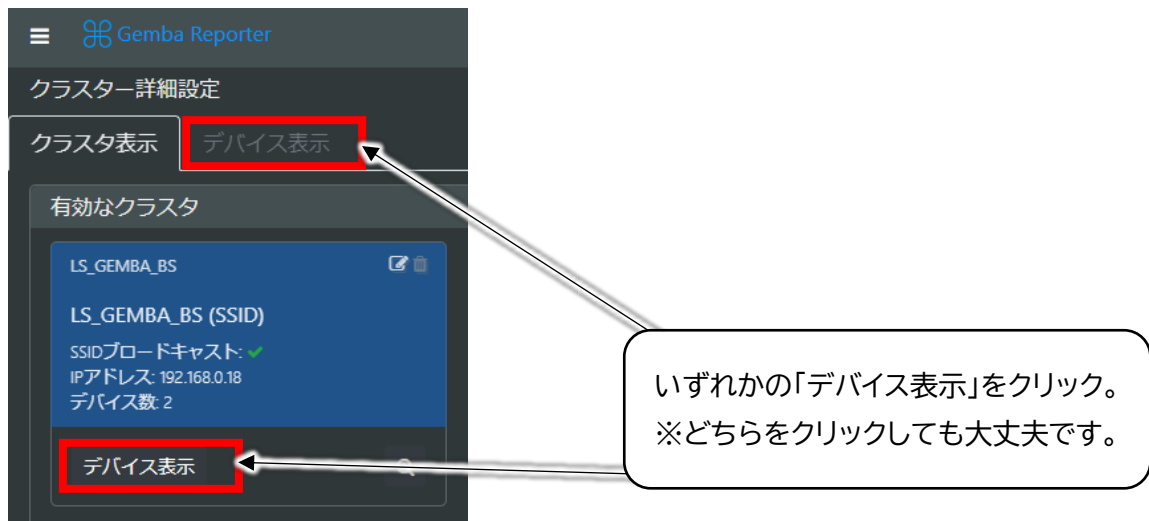 Gemba Reporter
クラスター詳細設定
クラスタ表示 デバイス表示
有効なクラスタ
LS_GEMBA_BS
LS_GEMBA_BS (SSID)
SSIDブロードキャスト:
IPアドレス: 192.168.0.18
デバイス数: 2
デバイス表示
いずれかの「デバイス表示」をクリック。
※どちらをクリックしても大丈夫です。